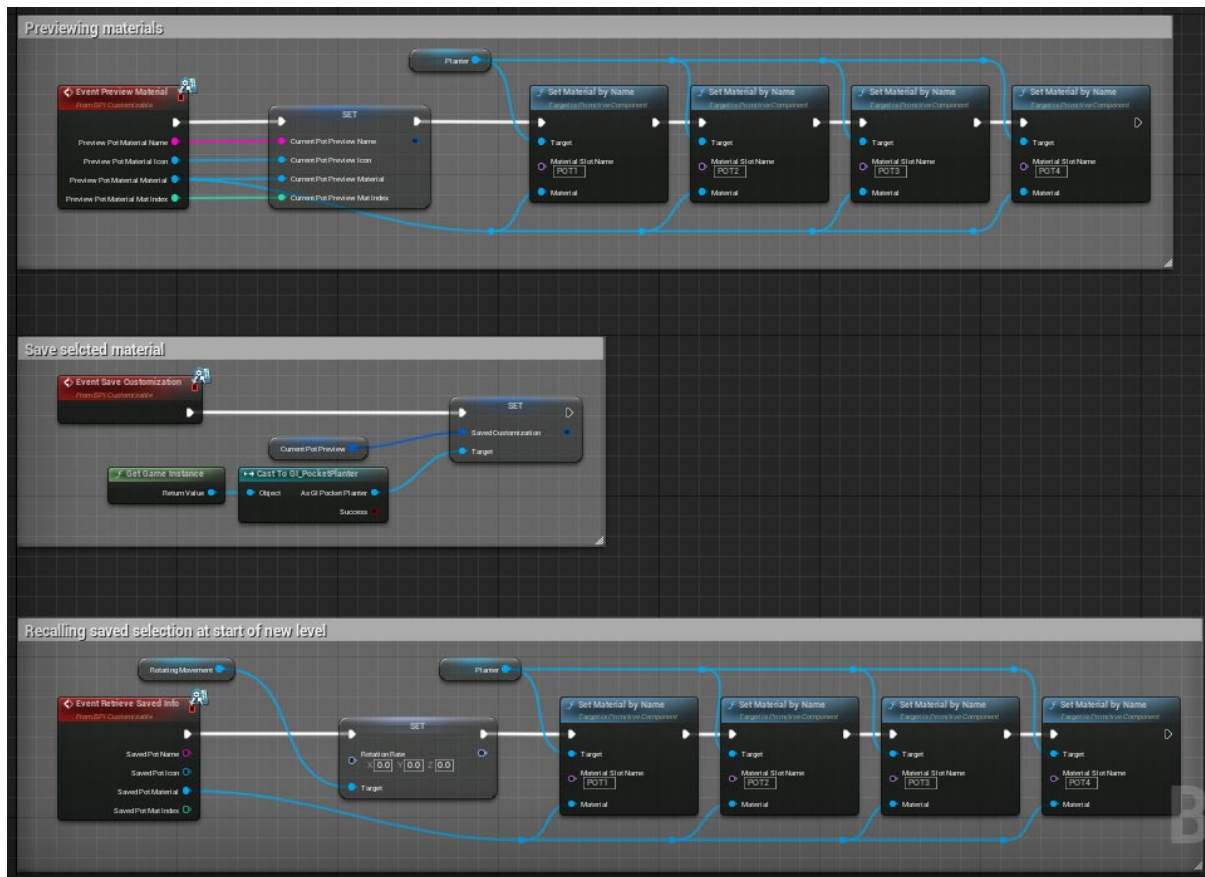 Previewing materials
Planter
Event Preview Material
From BPI Customizable
Preview Pot Material Name
Preview Pot Material Icon
Preview Pot Material Material
Preview Pot Material Mat Index
SET
Current Pot Preview Name
Current Pot Preview Icon
Current Pot Preview Material
Current Pot Preview Mat Index
Set Material by Name
Target is Primitive Component
Target
Material Slot Name
POT1
Material
Set Material by Name
Target is Primitive Component
Target
Material Slot Name
POT2
Material
Set Material by Name
Target is Primitive Component
Target
Material Slot Name
POT3
Material
Set Material by Name
Target is Primitive Component
Target
Material Slot Name
POT4
Material
Save selcted material
Event Save Customization
From BPI Customizable
Current Pot Preview
Get Game Instance
Return Value
Cast To GI_PocketPlanter
Object
As GI Pocket Planter
Success
SET
Saved Customization
Target
Recalling saved selection at start of new level
Rotating Movement
Planter
Event Retrieve Saved Info
From BPI Customizable
Saved Pot Name
Saved Pot Icon
Saved Pot Material
Saved Pot Mat Index
SET
Rotation Rate
X 0.0 Y 0.0 Z 0.0
Target
Set Material by Name
Target is Primitive Component
Target
Material Slot Name
POT1
Material
Set Material by Name
Target is Primitive Component
Target
Material Slot Name
POT2
Material
Set Material by Name
Target is Primitive Component
Target
Material Slot Name
POT3
Material
Set Material by Name
Target is Primitive Component
Target
Material Slot Name
POT4
Material
B